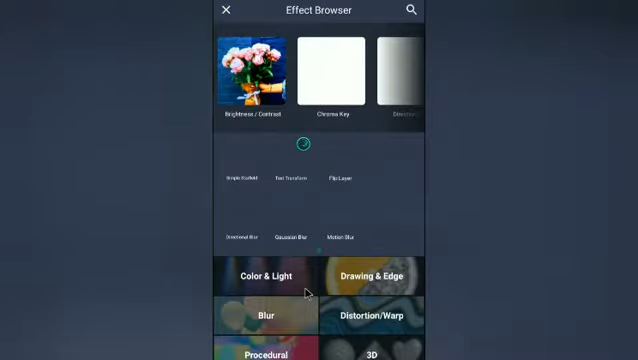 Effect Browser
Brightness / Contrast
Chroma Key
Simple Starfield
Text Transform
Flip Layer
Directional Blur
Gaussian Blur
Motion Blur
Color & Light
Drawing & Edge
Blur
Distortion/Warp
Procedural
3D